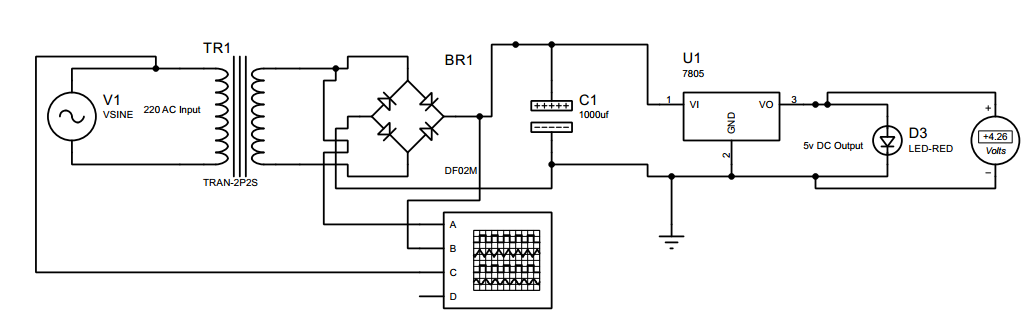 TR1
V1
VSINE
220 AC Input
TRAN-2P2S
BR1
DF02M
C1
1000uf
U1
7805
1
VI
VO
3
GND
2
5v DC Output
D3
LED-RED
+
+4.26
Volts
−
+++++
−−−−−
A
B
C
D